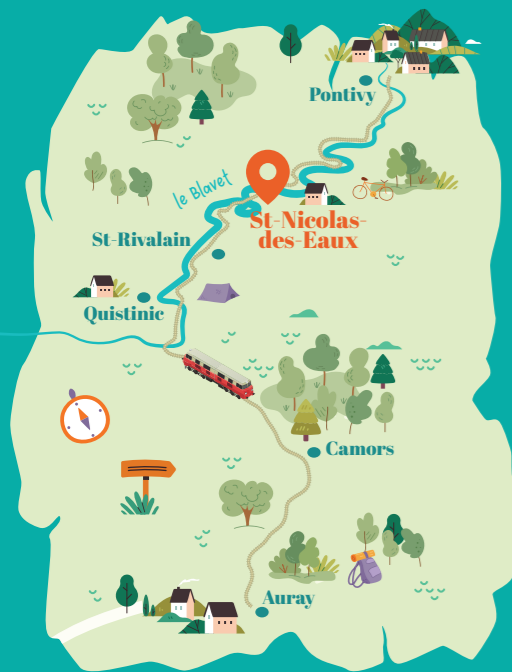 Pontivy
le Blavet
St-Nicolas-
des-Eaux
St-Rivalain
Quistinic
Camors
Auray